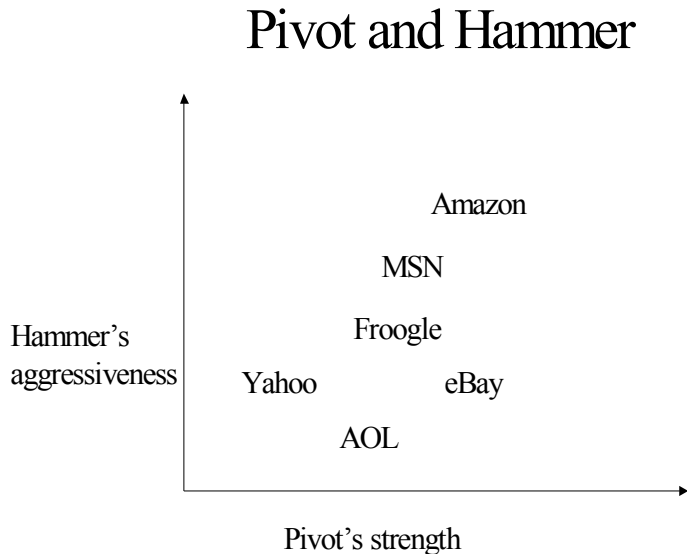 Pivot and Hammer
Amazon
MSN
Froogle
Hammer’s
aggressiveness
Yahoo eBay
AOL
Pivot’s strength